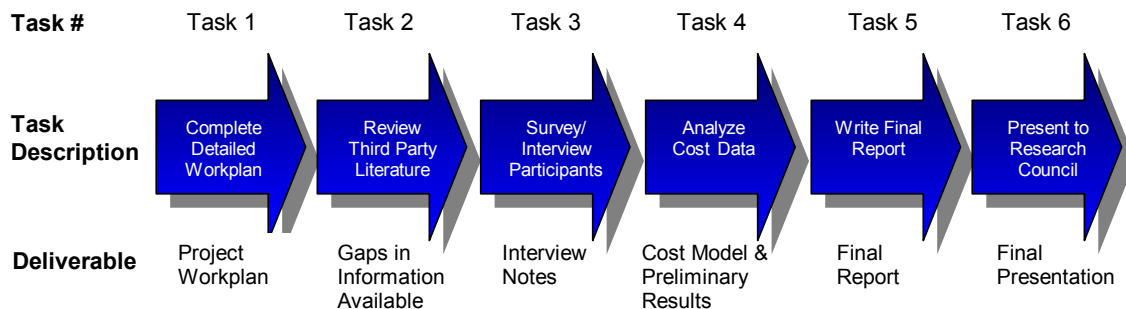 Task # Task 1 Task 2 Task 3 Task 4 Task 5 Task 6
Task
Description
Complete
Detailed
Workplan
Review
Third Party
Literature
Survey/
Interview
Participants
Analyze
Cost Data
Write Final
Report
Present to
Research
Council
Deliverable
Project
Workplan
Gaps in
Information
Available
Interview
Notes
Cost Model &
Preliminary
Results
Final
Report
Final
Presentation